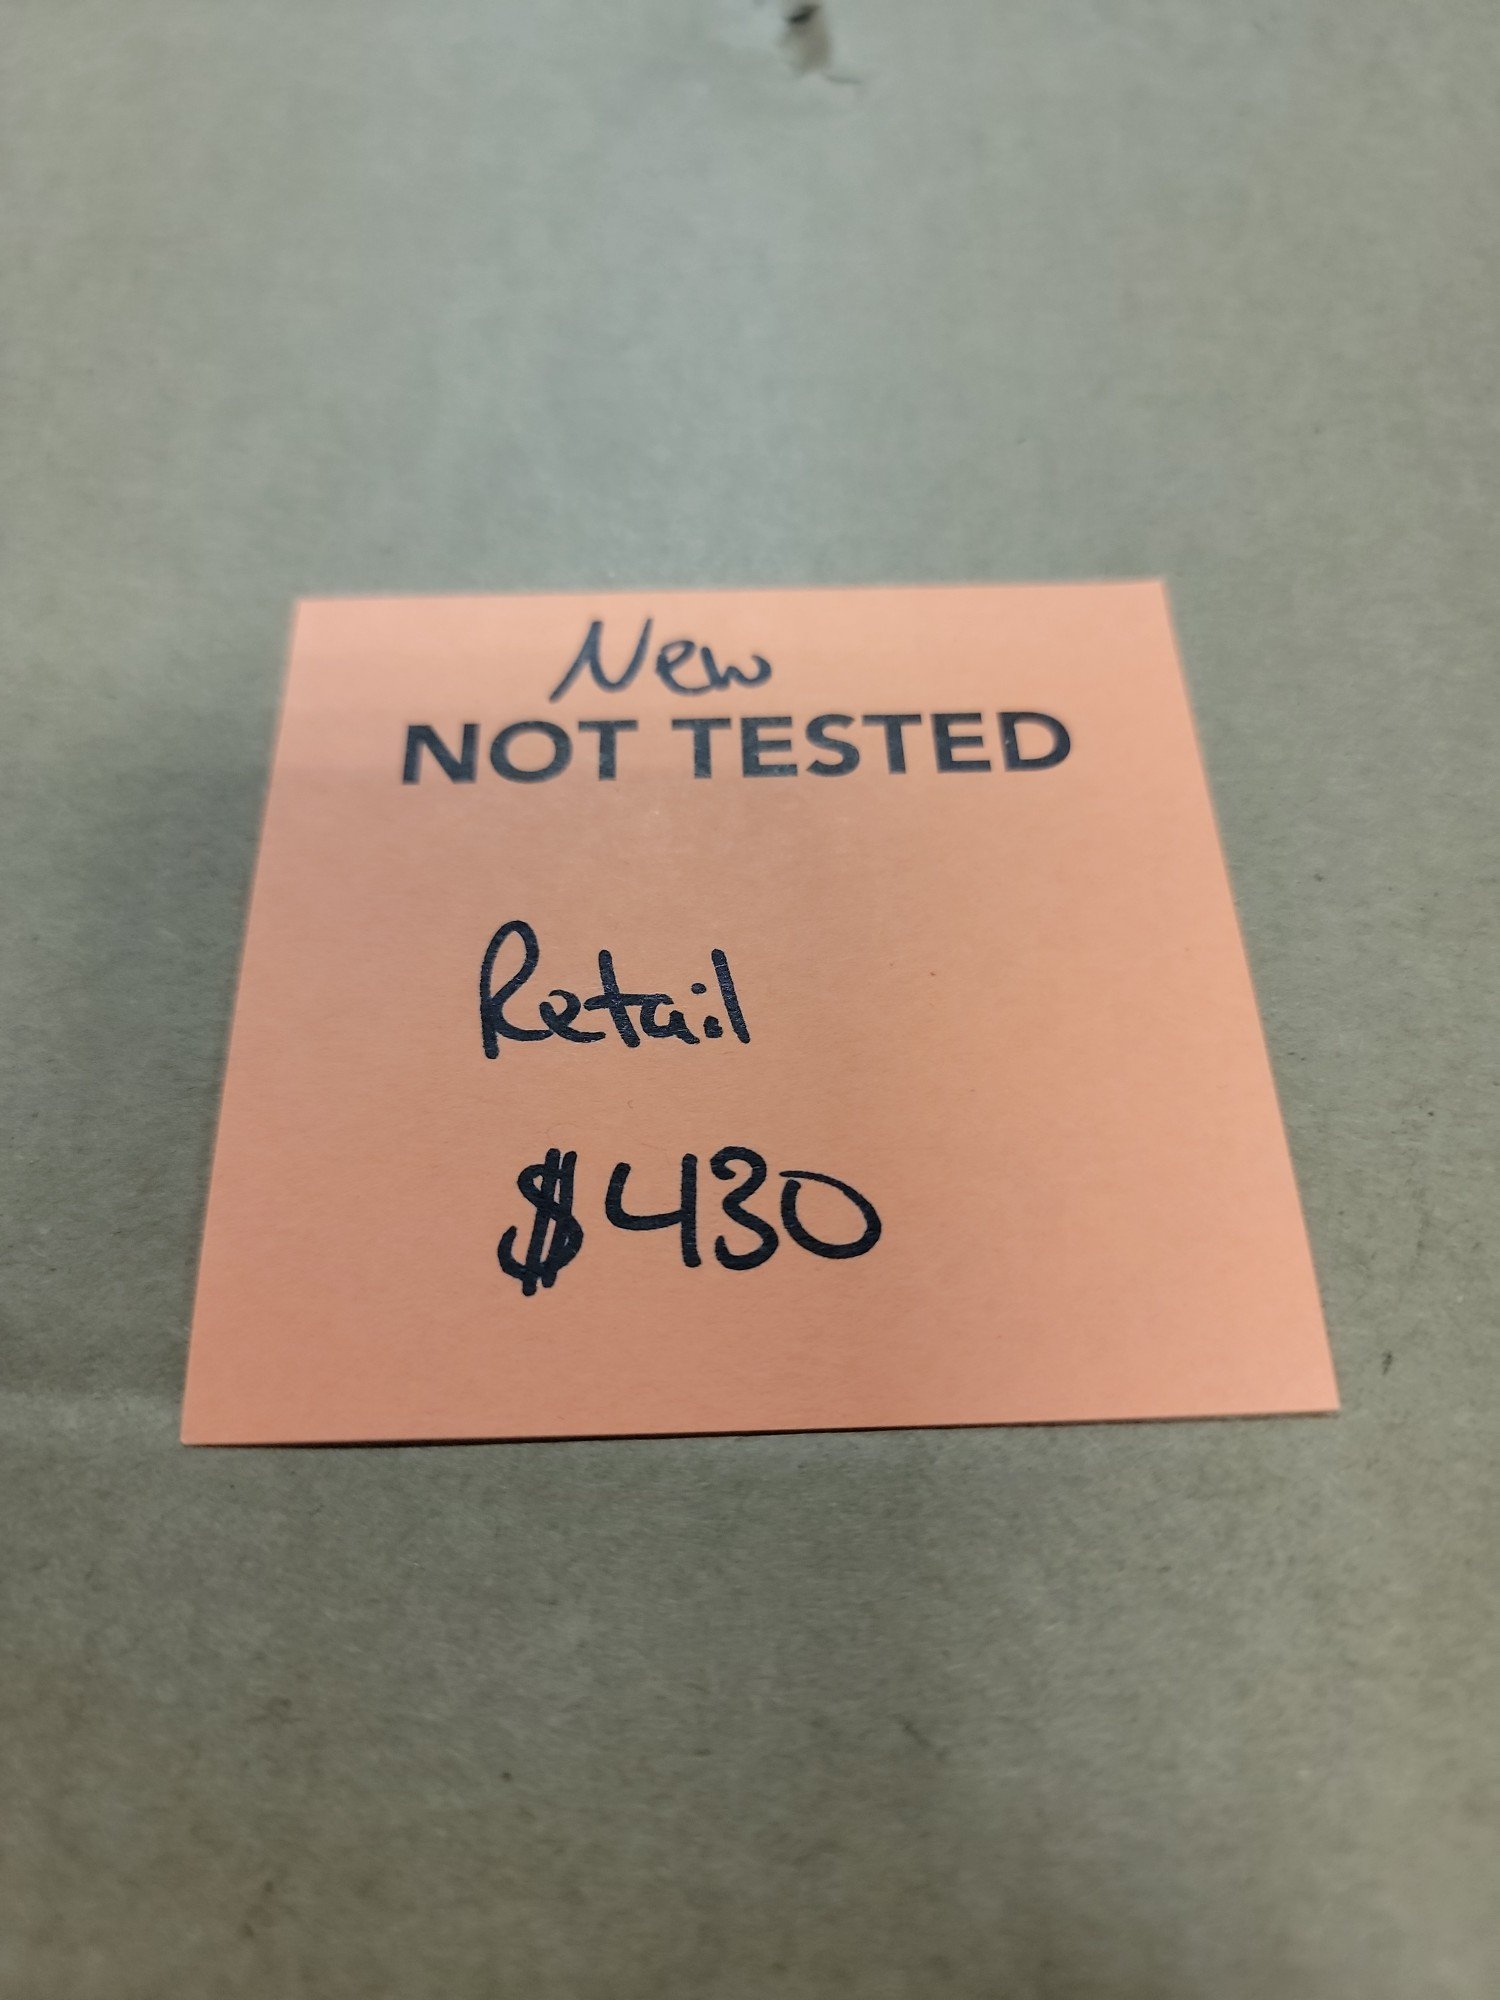 New
NOT TESTED
Retail
$430